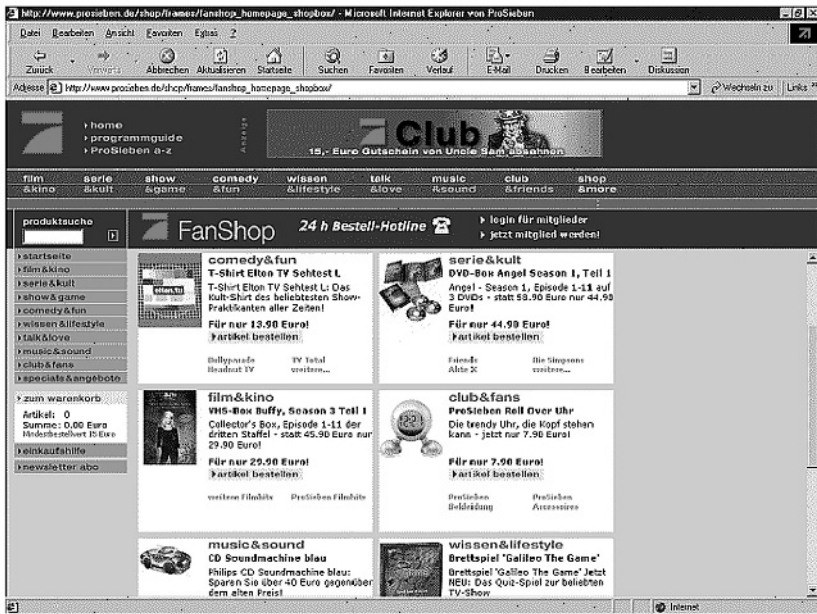 http://www.prosieben.de/shop/frames/fanshop_homepage_shopbox/ - Microsoft Internet Explorer von ProSieben
Datei Bearbeiten Ansicht Favoriten Extras ?
Zurück Vorwärts Abbrechen Aktualisieren Startseite Suchen Favoriten Verlauf E-Mail Drucken Bearbeiten Diskussion
Adresse http://www.prosieben.de/shop/frames/fanshop_homepage_shopbox/ Wechseln zu Links »
home
programmguide
ProSieben a-z
Anzeige
7 Club
15,- Euro Gutschein von Uncle Sam absahnen
film serie show comedy wissen talk music club shop
&kino &kult &game &fun &lifestyle &love &sound &friends &more
produktsuche
FanShop 24 h Bestell-Hotline
login für mitglieder
jetzt mitglied werden!
startseite
film&kino
serie&kult
show&game
comedy&fun
wissen&lifestyle
talk&love
music&sound
club&fans
specials&angebote
zum warenkorb
Artikel: 0
Summe: 0.00 Euro
Mindestbestellwert 15 Euro
einkaufshilfe
newsletter abo
comedy&fun
T-Shirt Elton TV Sehtest L
T-Shirt Elton TV Sehtest L: Das
Kult-Shirt des beliebtesten Show-
Praktikanten aller Zeiten!
Für nur 13.90 Euro!
artikel bestellen
Bullyparade TV Total
Headnut TV weitere...
elton.tv
serie&kult
DVD-Box Angel Season 1, Teil 1
Angel - Season 1, Episode 1-11 auf
3 DVDs - statt 58.90 Euro nur 44.90
Euro!
Für nur 44.90 Euro!
artikel bestellen
Friends Die Simpsons
Akte X weitere...
film&kino
VHS-Box Buffy, Season 3 Teil 1
Collector's Box, Episode 1-11 der
dritten Staffel - statt 45.90 Euro nur
29.90 Euro!
Für nur 29.90 Euro!
artikel bestellen
weitere Filmhits ProSieben Filmhits
club&fans
ProSieben Roll Over Uhr
Die trendy Uhr, die Kopf stehen
kann - jetzt nur 7.90 Euro!
Für nur 7.90 Euro!
artikel bestellen
ProSieben ProSieben
Bekleidung Accessoires
music&sound
CD Soundmachine blau
Philips CD Soundmachine blau:
Sparen Sie über 40 Euro gegenüber
dem alten Preis!
wissen&lifestyle
Brettspiel 'Galileo The Game'
Brettspiel 'Galileo The Game' Jetzt
NEU: Das Quiz-Spiel zur beliebten
TV-Show
Internet